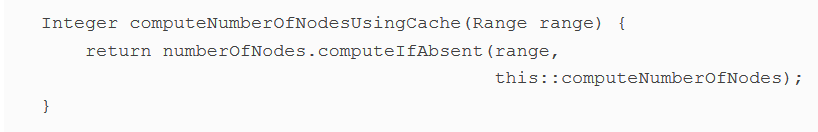 Integer computeNumberOfNodesUsingCache(Range range) {
    return numberOfNodes.computeIfAbsent(range,
                                         this::computeNumberOfNodes);
}